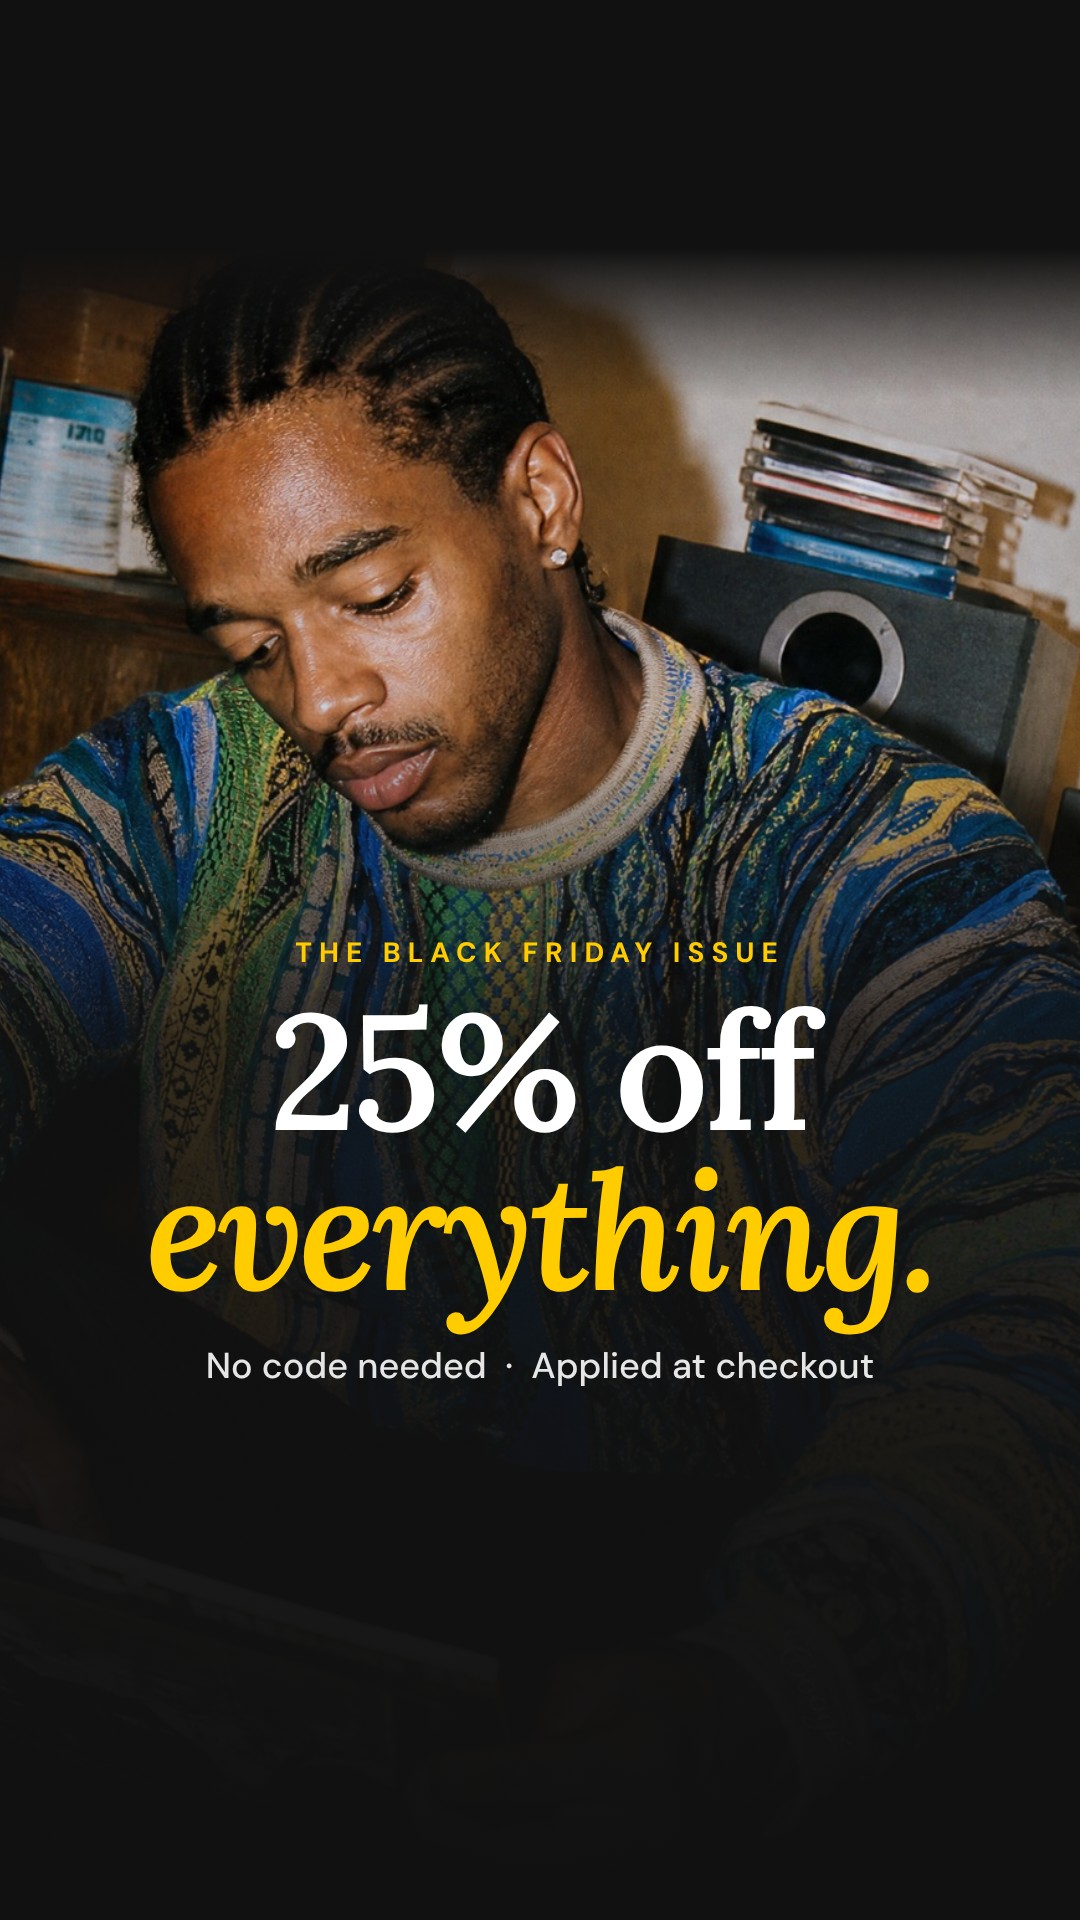 THE BLACK FRIDAY ISSUE
25% off
everything.
No code needed · Applied at checkout